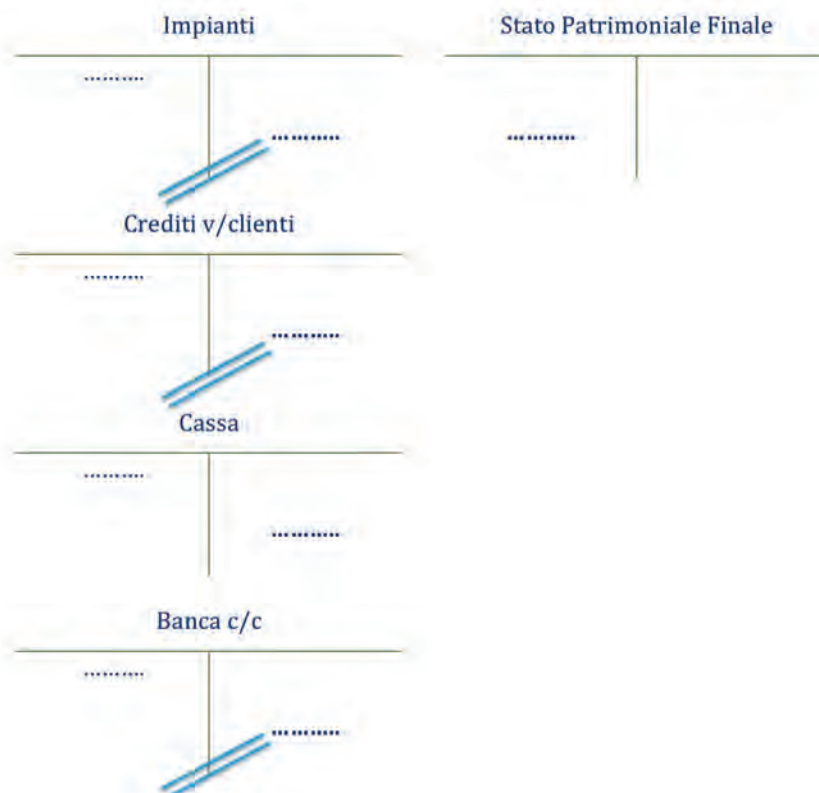 Impianti
Stato Patrimoniale Finale
..........
...........
...........
Crediti v/clienti
..........
...........
Cassa
..........
...........
Banca c/c
..........
...........